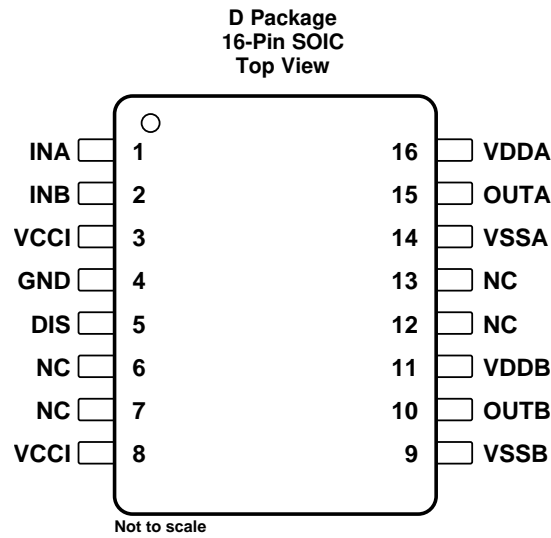 D Package
16-Pin SOIC
Top View
INA 1 16 VDDA
INB 2 15 OUTA
VCCI 3 14 VSSA
GND 4 13 NC
DIS 5 12 NC
NC 6 11 VDDB
NC 7 10 OUTB
VCCI 8 9 VSSB
Not to scale